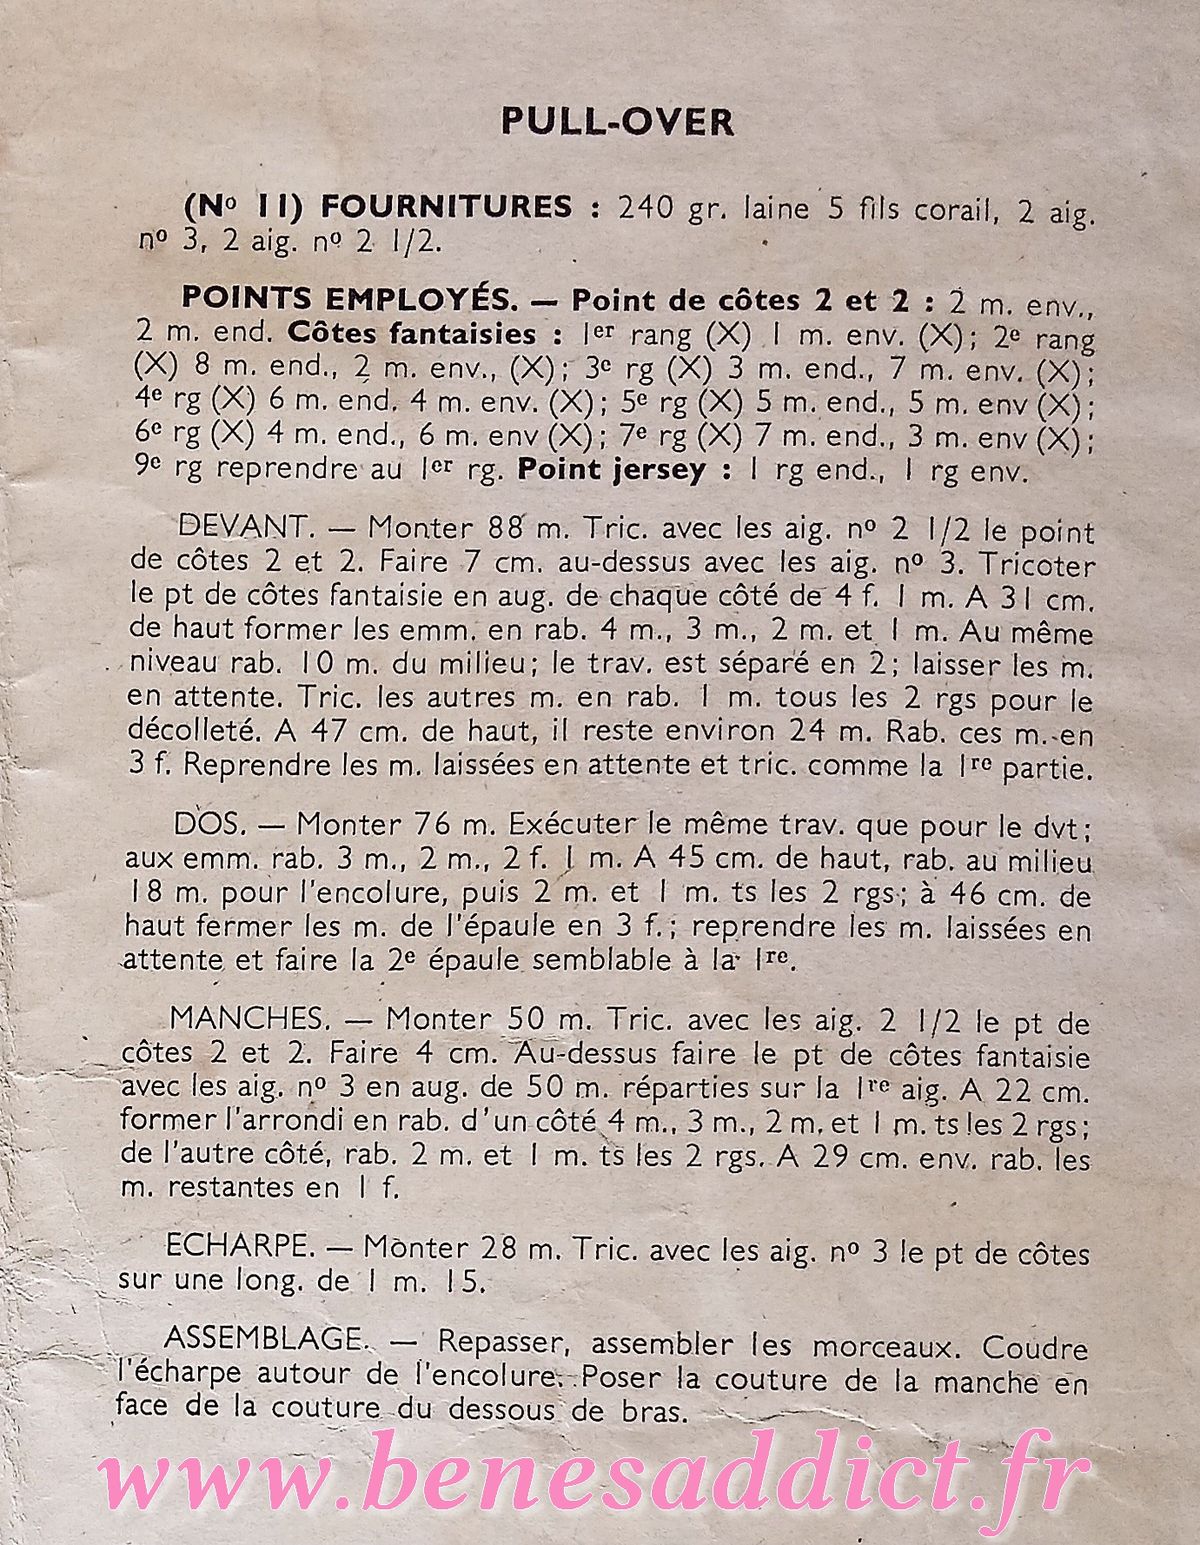 PULL-OVER
(Nº 11) FOURNITURES : 240 gr. laine 5 fils corail, 2 aig.
nº 3, 2 aig. nº 2 1/2.
POINTS EMPLOYÉS. — Point de côtes 2 et 2 : 2 m. env.,
2 m. end. Côtes fantaisies : 1er rang (X) 1 m. env. (X); 2e rang
(X) 8 m. end., 2 m. env., (X); 3e rg (X) 3 m. end., 7 m. env. (X);
4e rg (X) 6 m. end. 4 m. env. (X); 5e rg (X) 5 m. end., 5 m. env (X);
6e rg (X) 4 m. end., 6 m. env (X); 7e rg (X) 7 m. end., 3 m. env (X);
9e rg reprendre au 1er rg. Point jersey : 1 rg end., 1 rg env.
DEVANT. — Monter 88 m. Tric. avec les aig. nº 2 1/2 le point
de côtes 2 et 2. Faire 7 cm. au-dessus avec les aig. nº 3. Tricoter
le pt de côtes fantaisie en aug. de chaque côté de 4 f. 1 m. A 31 cm.
de haut former les emm. en rab. 4 m., 3 m., 2 m. et 1 m. Au même
niveau rab. 10 m. du milieu; le trav. est séparé en 2; laisser les m.
en attente. Tric. les autres m. en rab. 1 m. tous les 2 rgs pour le
décolleté. A 47 cm. de haut, il reste environ 24 m. Rab. ces m. en
3 f. Reprendre les m. laissées en attente et tric. comme la 1re partie.
DOS. — Monter 76 m. Exécuter le même trav. que pour le dvt;
aux emm. rab. 3 m., 2 m., 2 f. 1 m. A 45 cm. de haut, rab. au milieu
18 m. pour l'encolure, puis 2 m. et 1 m. ts les 2 rgs; à 46 cm. de
haut fermer les m. de l'épaule en 3 f.; reprendre les m. laissées en
attente et faire la 2e épaule semblable à la 1re.
MANCHES. — Monter 50 m. Tric. avec les aig. 2 1/2 le pt de
côtes 2 et 2. Faire 4 cm. Au-dessus faire le pt de côtes fantaisie
avec les aig. nº 3 en aug. de 50 m. réparties sur la 1re aig. A 22 cm.
former l'arrondi en rab. d'un côté 4 m., 3 m., 2 m. et 1 m. ts les 2 rgs;
de l'autre côté, rab. 2 m. et 1 m. ts les 2 rgs. A 29 cm. env. rab. les
m. restantes en 1 f.
ECHARPE. — Monter 28 m. Tric. avec les aig. nº 3 le pt de côtes
sur une long. de 1 m. 15.
ASSEMBLAGE. — Repasser, assembler les morceaux. Coudre
l'écharpe autour de l'encolure. Poser la couture de la manche en
face de la couture du dessous de bras.
www.benesaddict.fr